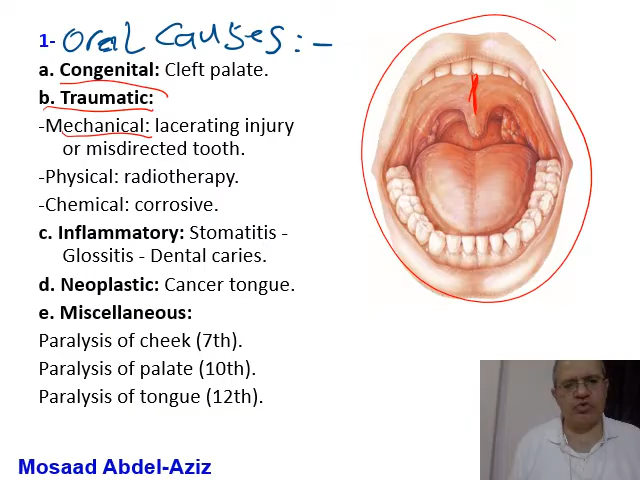 1- Oral Causes: -
a. Congenital: Cleft palate.
b. Traumatic:
-Mechanical: lacerating injury
or misdirected tooth.
-Physical: radiotherapy.
-Chemical: corrosive.
c. Inflammatory: Stomatitis -
Glossitis - Dental caries.
d. Neoplastic: Cancer tongue.
e. Miscellaneous:
Paralysis of cheek (7th).
Paralysis of palate (10th).
Paralysis of tongue (12th).
Mosaad Abdel-Aziz